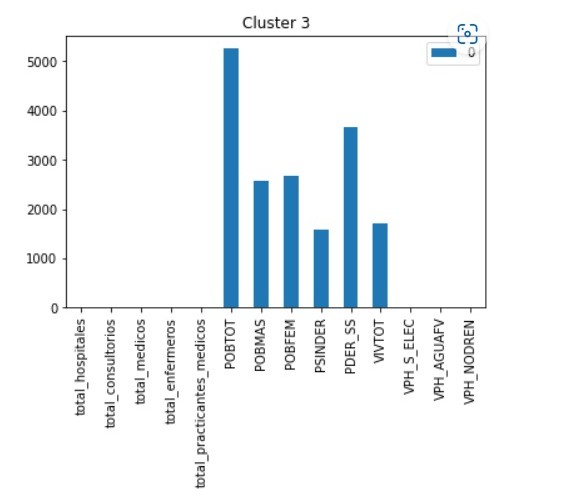 Cluster 3
0
5000
4000
3000
2000
1000
0
total_hospitales
total_consultorios
total_medicos
total_enfermeros
total_practicantes_medicos
POBTOT
POBMAS
POBFEM
PSINDER
PDER_SS
VIVTOT
VPH_S_ELEC
VPH_AGUAFV
VPH_NODREN